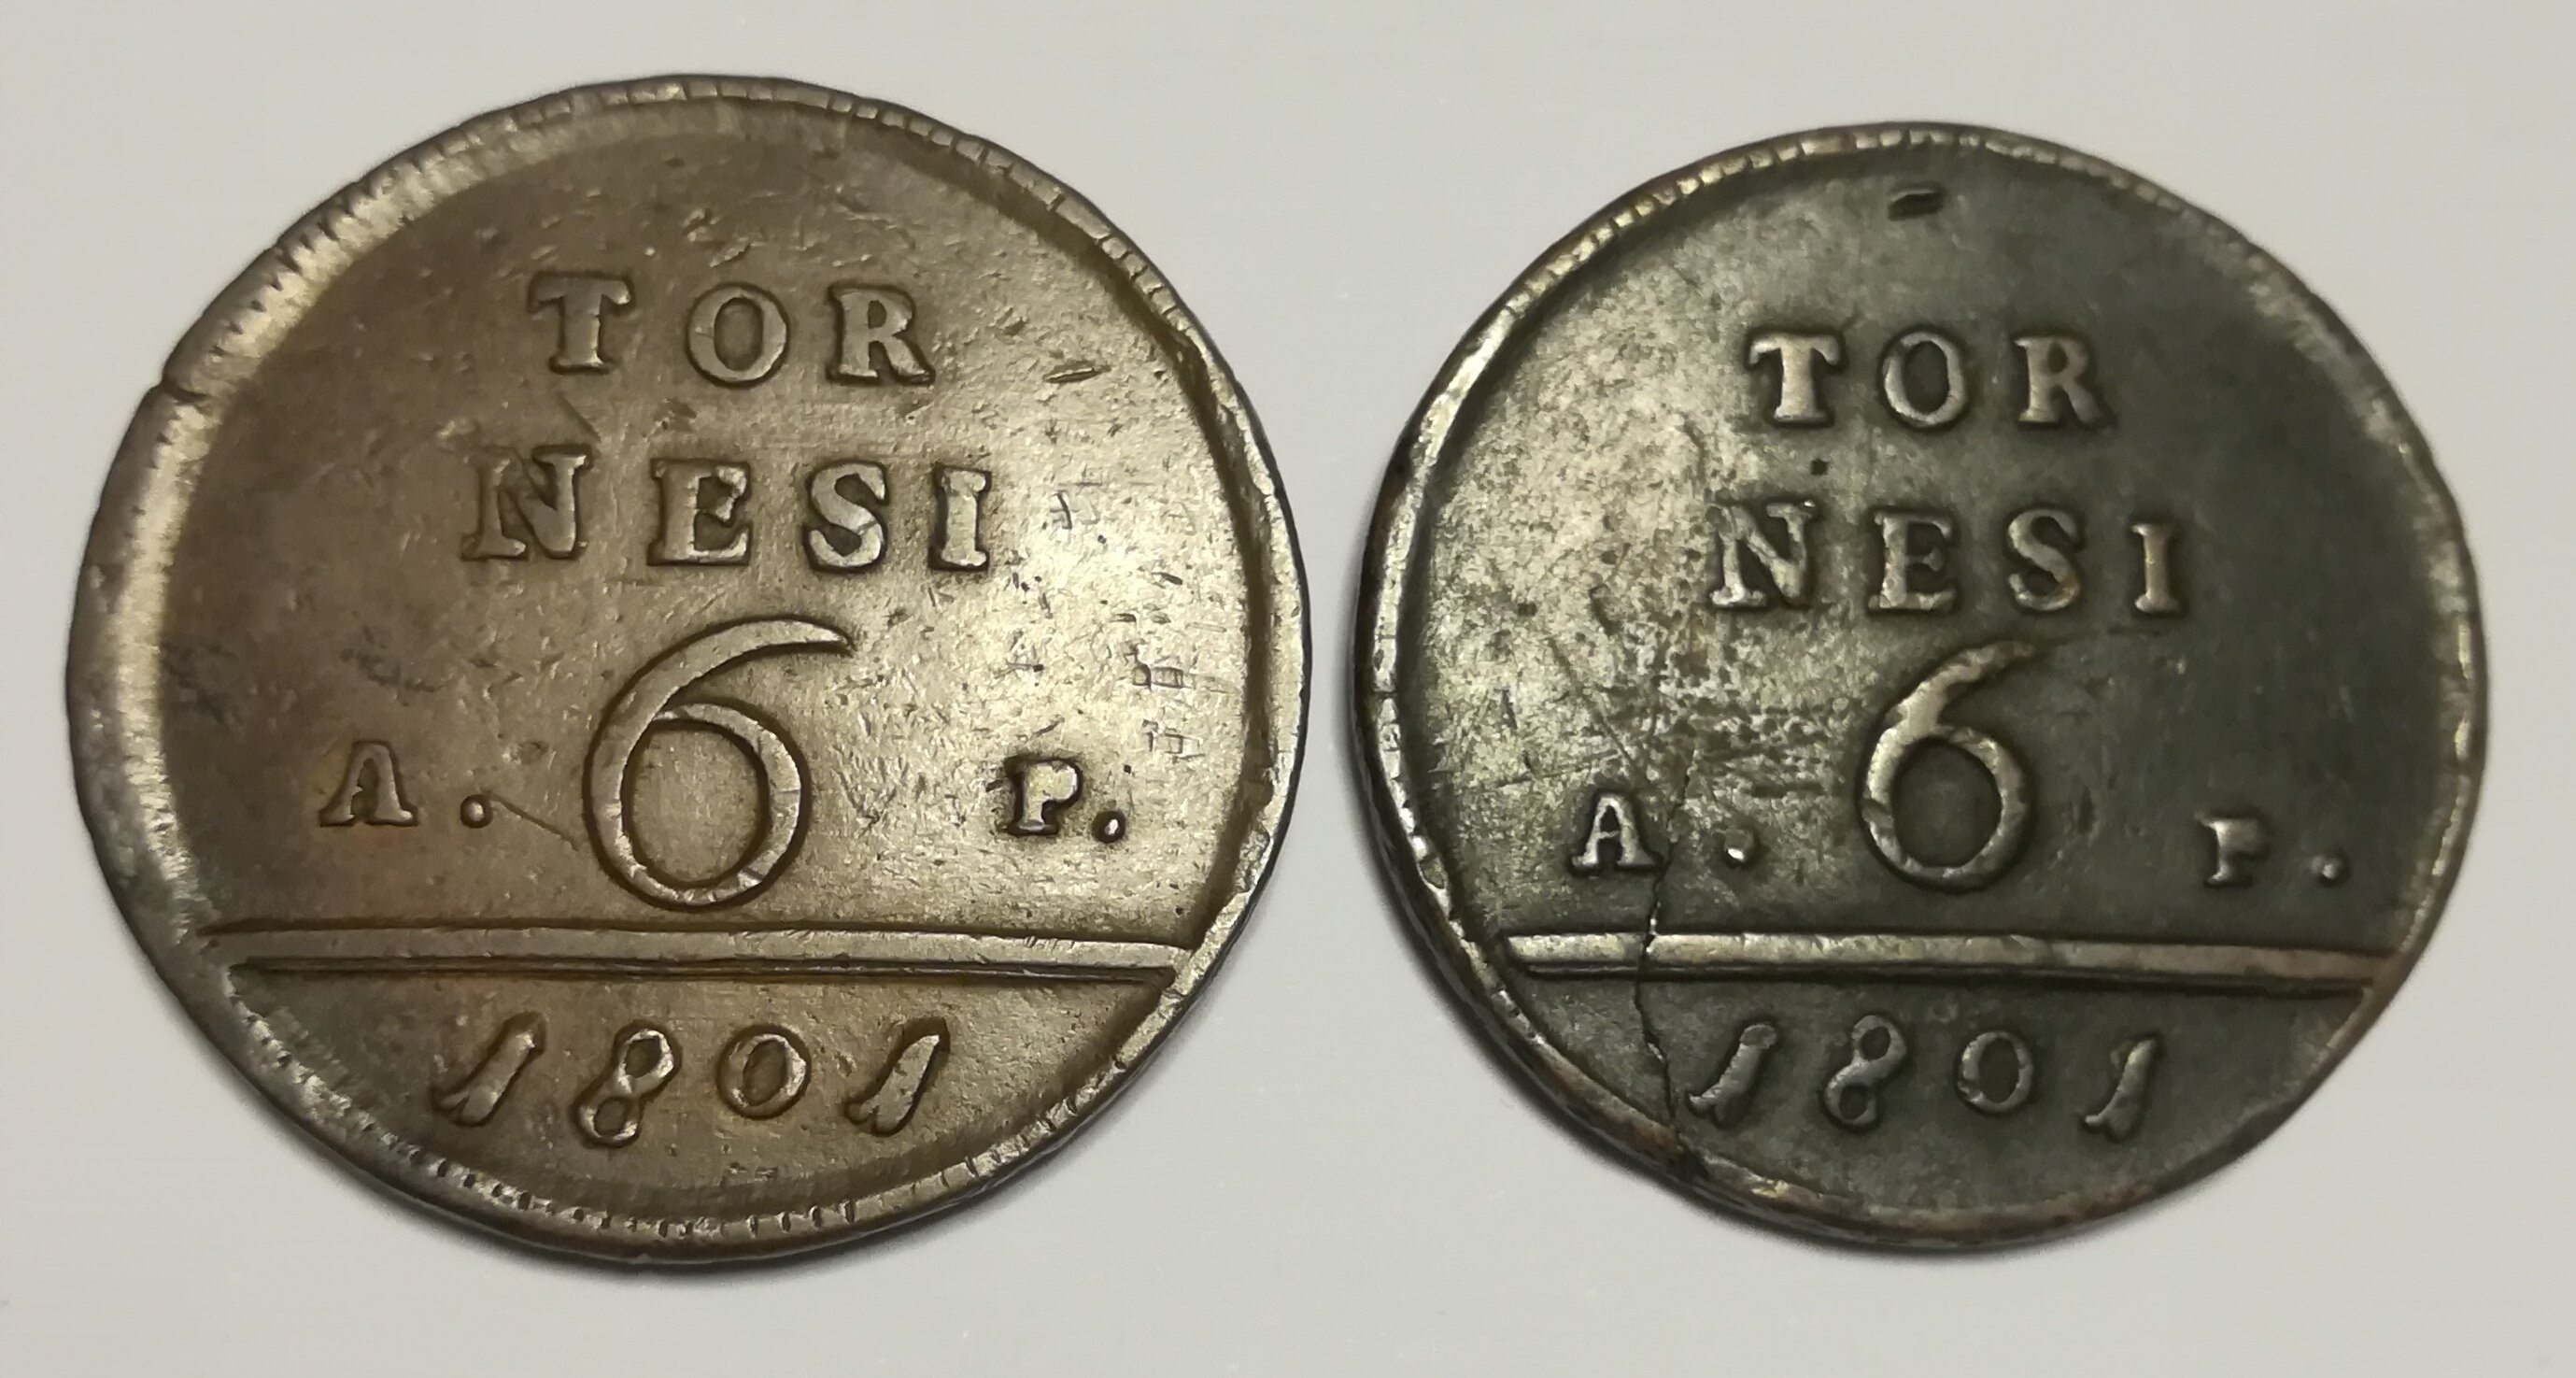 TOR
NESI
A. 6 P.
1801
TOR
NESI
A. 6 P.
1801